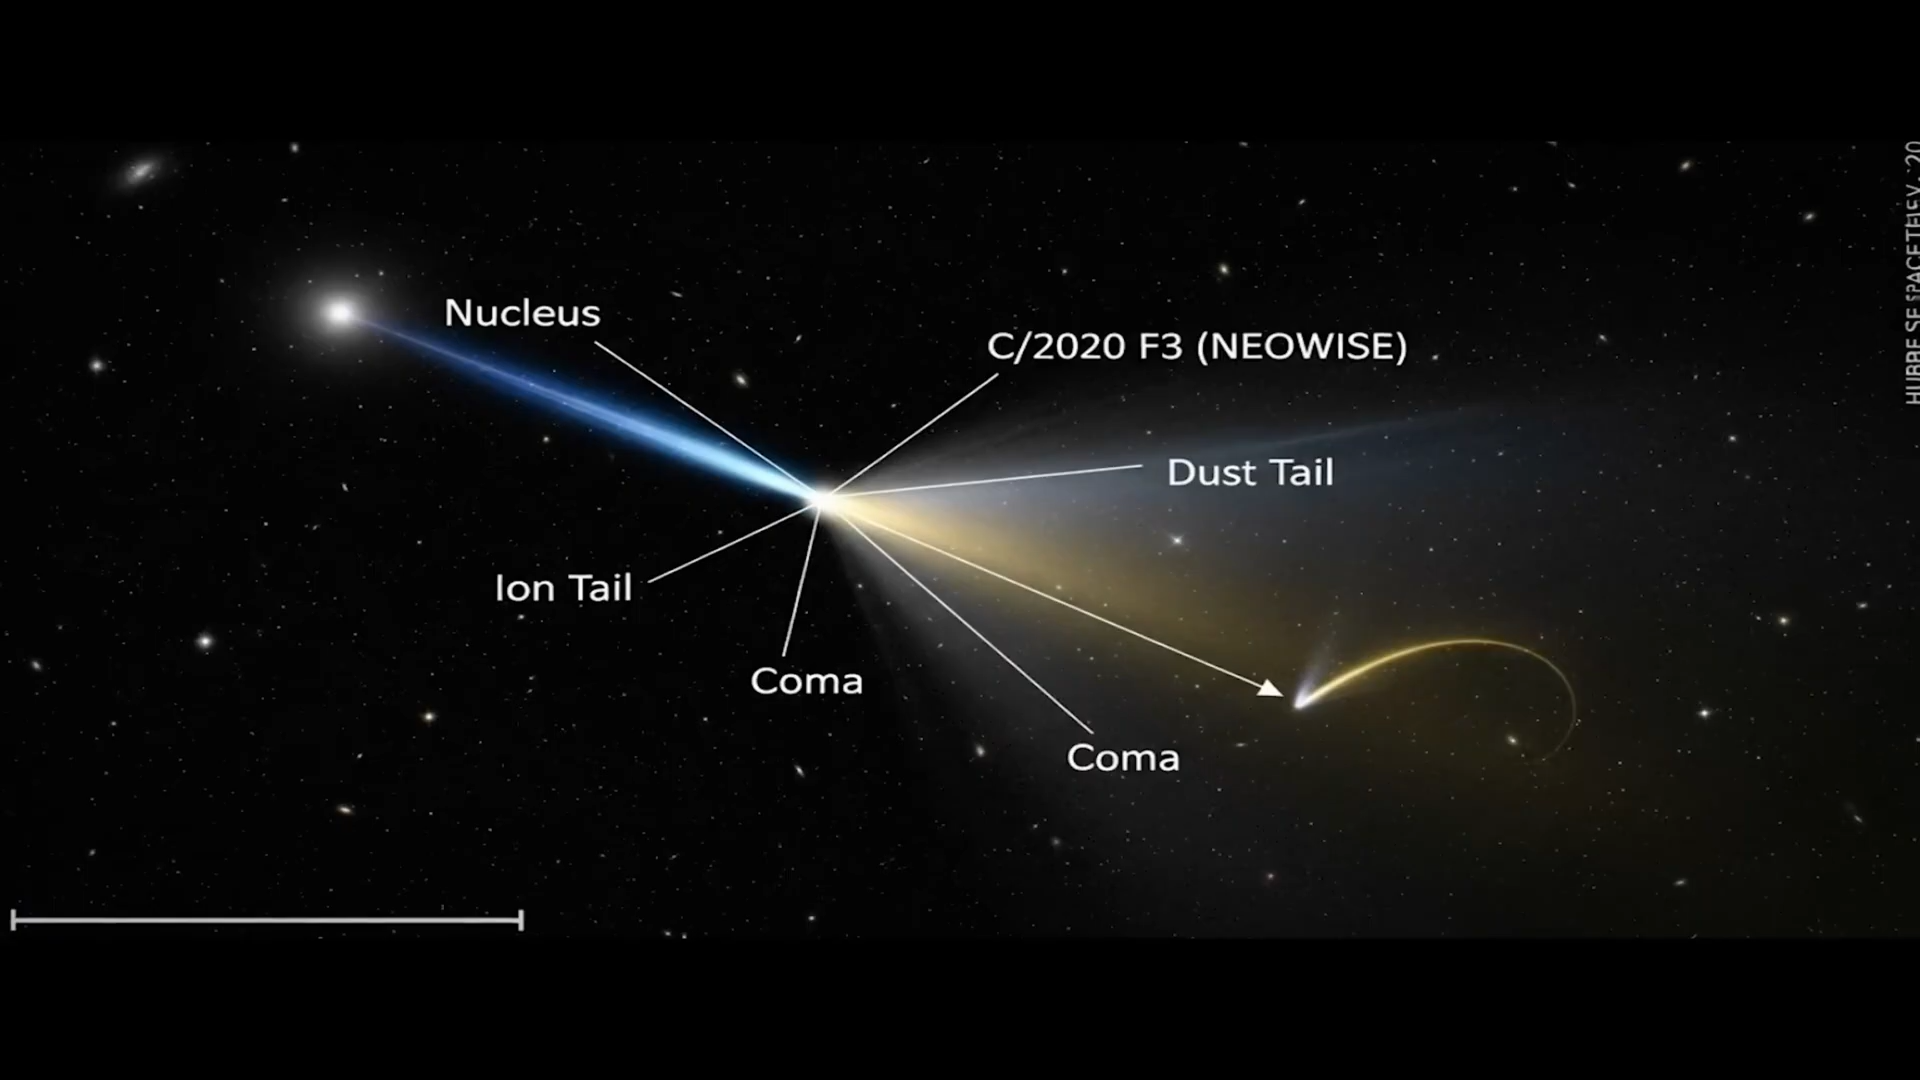 Nucleus
C/2020 F3 (NEOWISE)
Dust Tail
Ion Tail
Coma
Coma